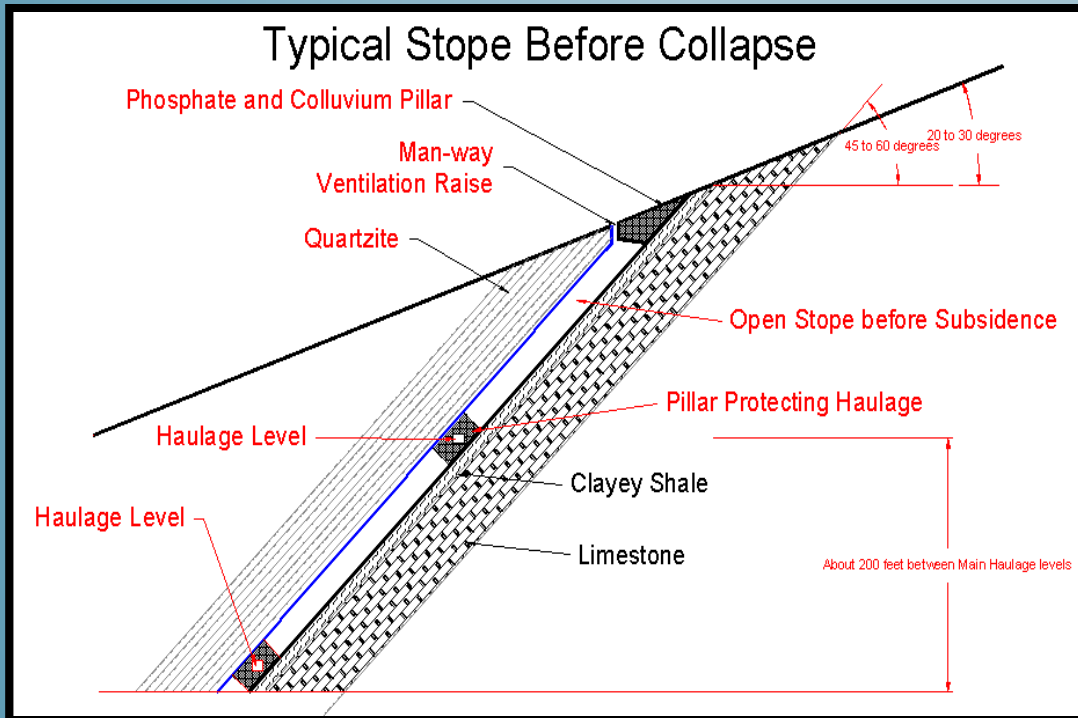 Typical Stope Before Collapse
Phosphate and Colluvium Pillar
Man-way
Ventilation Raise
Quartzite
20 to 30 degrees
45 to 60 degrees
Open Stope before Subsidence
Pillar Protecting Haulage
Haulage Level
Clayey Shale
Haulage Level
Limestone
About 200 feet between Main Haulage levels